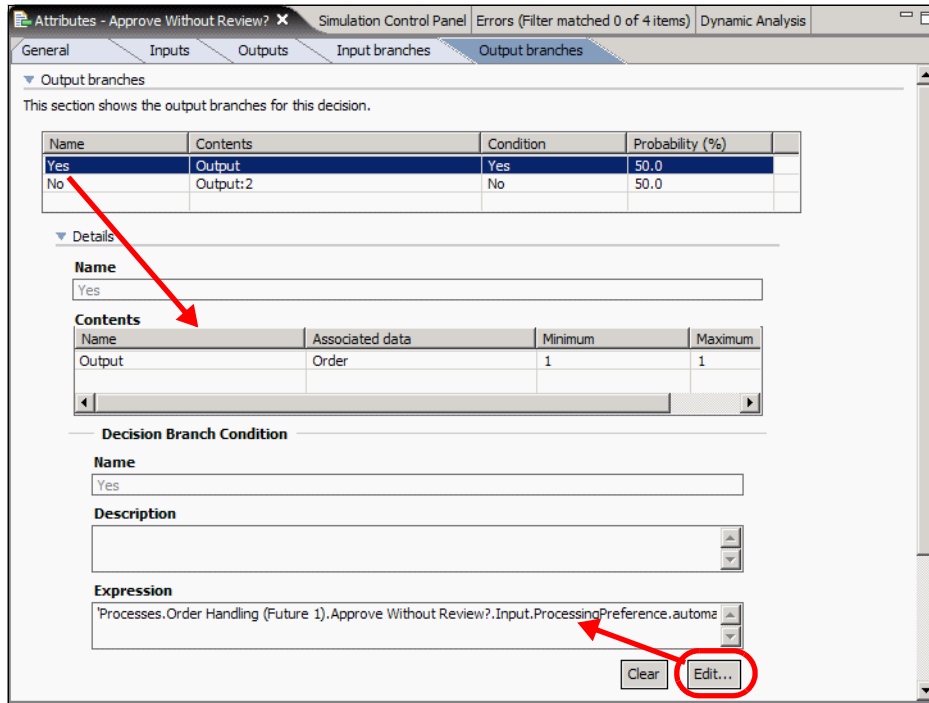 Attributes - Approve Without Review? Simulation Control Panel Errors (Filter matched 0 of 4 items) Dynamic Analysis
General Inputs Outputs Input branches Output branches
Output branches
This section shows the output branches for this decision.
Name Contents Condition Probability (%)
Yes Output Yes 50.0
No Output:2 No 50.0
Details
Name
Yes
Contents
Name Associated data Minimum Maximum
Output Order 1 1
Decision Branch Condition
Name
Yes
Description
Expression
'Processes.Order Handling (Future 1).Approve Without Review?.Input.ProcessingPreference.automa
Clear Edit...